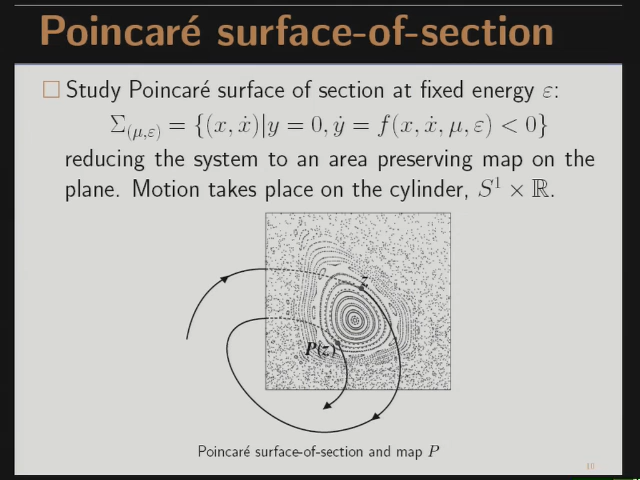 Poincaré surface-of-section
Study Poincaré surface of section at fixed energy ε:
Σ(μ,ε) = {(x, ẋ)|y = 0, ẏ = f(x, ẋ, μ, ε) < 0}
reducing the system to an area preserving map on the
plane. Motion takes place on the cylinder, S¹ × ℝ.
z
P(z)
Poincaré surface-of-section and map P
10